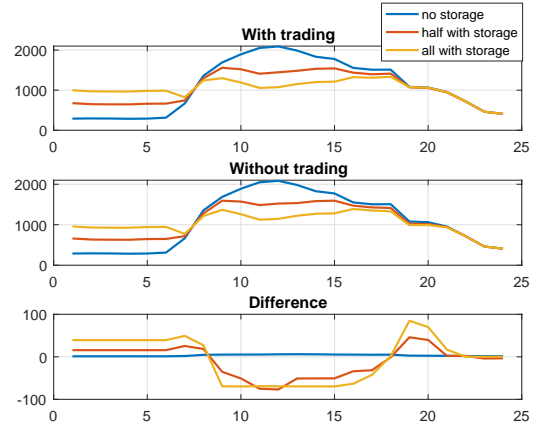 no storage
half with storage
all with storage
With trading
2000
1000
0
0 5 10 15 20 25
Without trading
2000
1000
0
0 5 10 15 20 25
Difference
100
0
-100
0 5 10 15 20 25